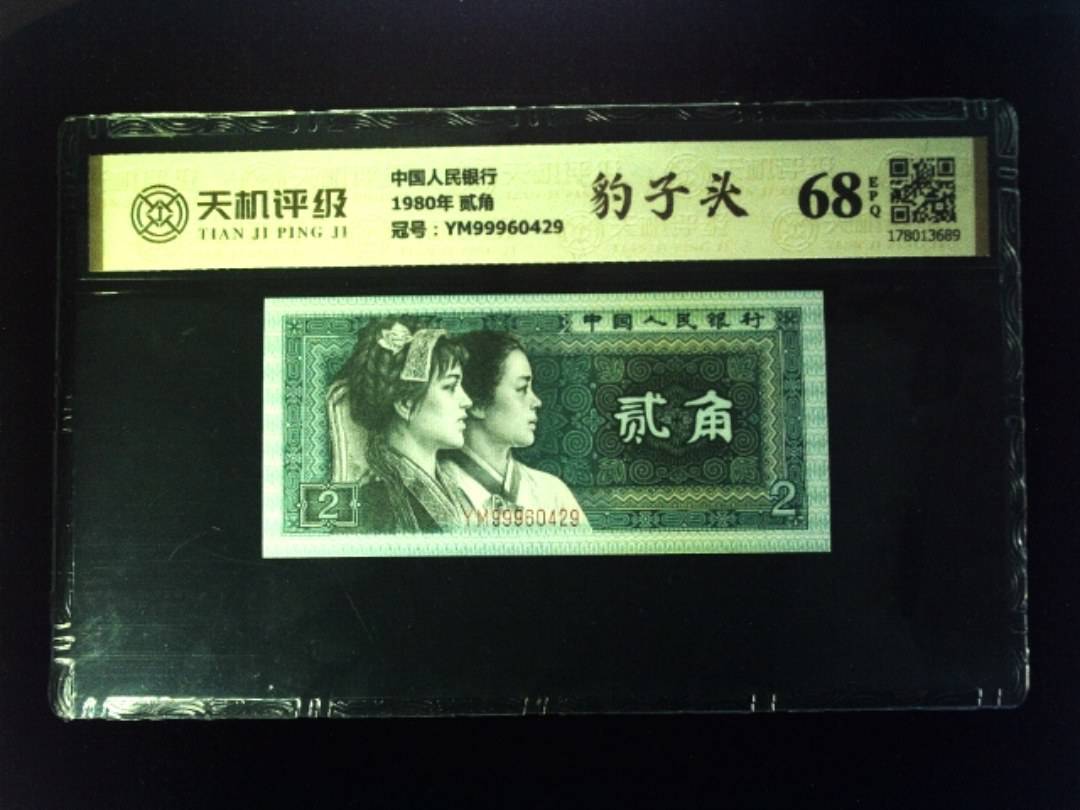 天机评级
TIAN JI PING JI
中国人民银行
1980年 贰角
冠号：YM99960429
豹子头
68
EPQ
178013689
中国人民银行
贰角
2
2
YM99960429